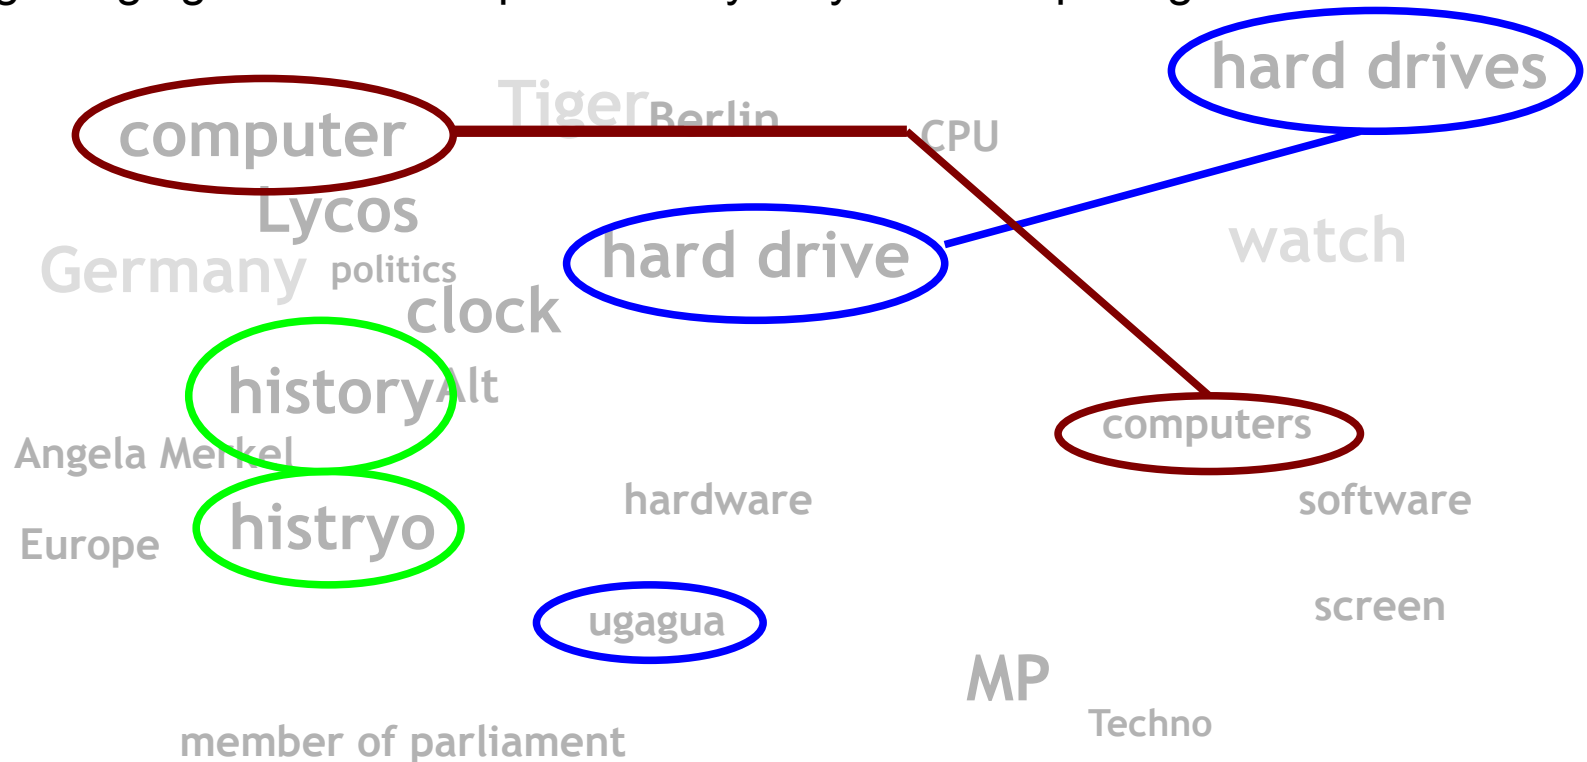 hard drives
Tiger
Berlin
computer
CPU
Lycos
watch
hard drive
Germany
politics
clock
history
Alt
computers
Angela Merkel
hardware
software
histryo
Europe
screen
ugagua
MP
Techno
member of parliament